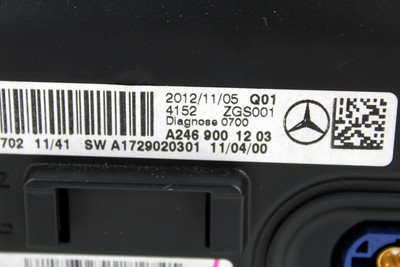 2012/11/05 Q01
4152 ZGS001
Diagnose 0700
A246 900 12 03
702 11/41 SW A1729020301 11/04/00